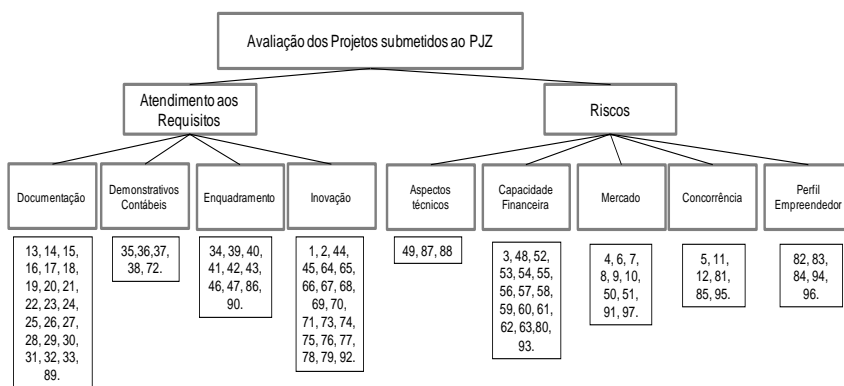 Avaliação dos Projetos submetidos ao PJZ
Atendimento aos
Requisitos
Riscos
Documentação
Demonstrativos
Contábeis
Enquadramento
Inovação
Aspectos
técnicos
Capacidade
Financeira
Mercado
Concorrência
Perfil
Empreendedor
13, 14, 15,
16, 17, 18,
19, 20, 21,
22, 23, 24,
25, 26, 27,
28, 29, 30,
31, 32, 33,
89.
35,36,37,
38, 72.
34, 39, 40,
41, 42, 43,
46, 47, 86,
90.
1, 2, 44,
45, 64, 65,
66, 67, 68,
69, 70,
71, 73, 74,
75, 76, 77,
78, 79, 92.
49, 87, 88
3, 48, 52,
53, 54, 55,
56, 57, 58,
59, 60, 61,
62, 63,80,
93.
4, 6, 7,
8, 9, 10,
50, 51,
91, 97.
5, 11,
12, 81,
85, 95.
82, 83,
84, 94,
96.